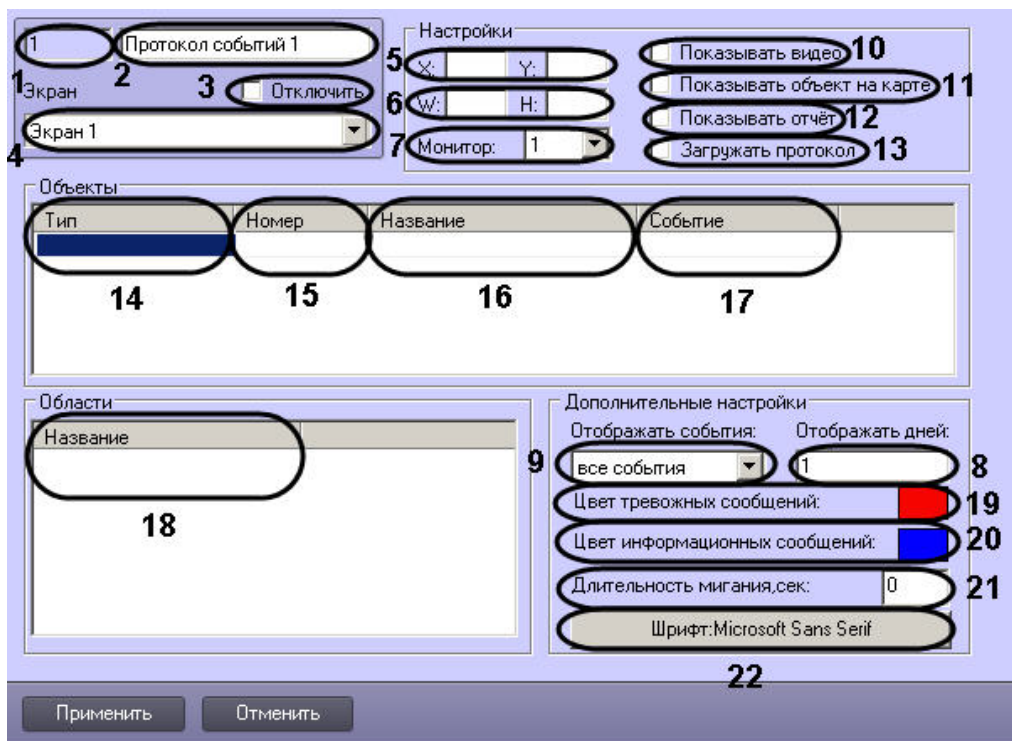 Настройки
1 Протокол событий 1
5 X: Y: Показывать видео 10
1 2
Экран 3 Отключить Показывать объект на карте 11
6 W: H:
Показывать отчёт 12
4 Экран 1 7 Монитор: 1 Загружать протокол 13
Объекты
Тип Номер Название Событие
14 15 16 17
Области Дополнительные настройки
Название Отображать события: Отображать дней:
9 все события 1 8
18 Цвет тревожных сообщений: 19
Цвет информационных сообщений: 20
Длительность мигания,сек: 0 21
Шрифт:Microsoft Sans Serif
22
Применить Отменить